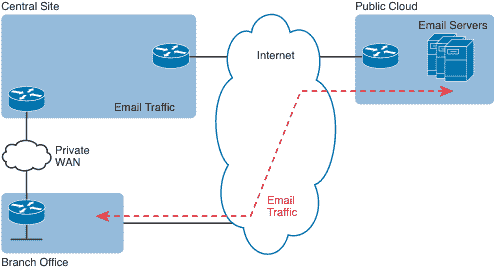 Central Site
Public Cloud
Email Servers
Internet
Email Traffic
Private
WAN
Email
Traffic
Branch Office